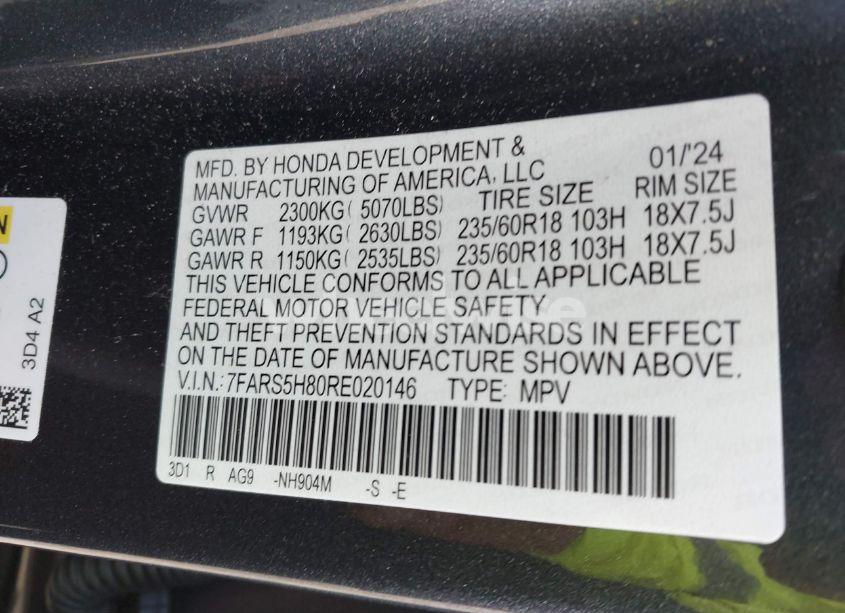 MFD. BY HONDA DEVELOPMENT & 01/'24
MANUFACTURING OF AMERICA, LLC
GVWR 2300KG( 5070LBS) TIRE SIZE RIM SIZE
GAWR F 1193KG( 2630LBS) 235/60R18 103H 18X7.5J
GAWR R 1150KG( 2535LBS) 235/60R18 103H 18X7.5J
THIS VEHICLE CONFORMS TO ALL APPLICABLE
FEDERAL MOTOR VEHICLE SAFETY
AND THEFT PREVENTION STANDARDS IN EFFECT
ON THE DATE OF MANUFACTURE SHOWN ABOVE.
V.I.N.:7FARS5H80RE020146 TYPE: MPV
3D1 R AG9 -NH904M -S -E
3D4 A2